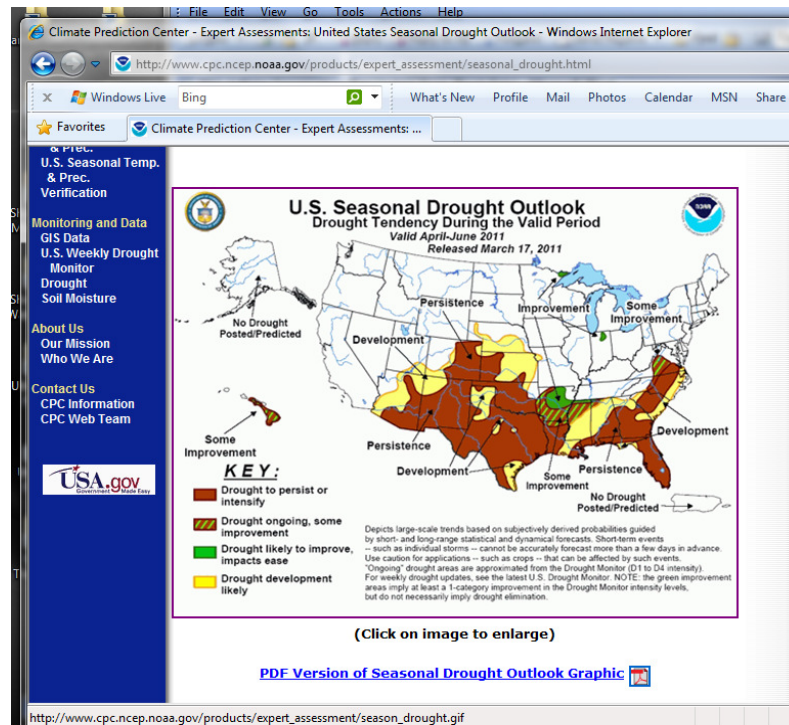 File Edit View Go Tools Actions Help
Climate Prediction Center - Expert Assessments: United States Seasonal Drought Outlook - Windows Internet Explorer
http://www.cpc.ncep.noaa.gov/products/expert_assessment/seasonal_drought.html
x Windows Live Bing What's New Profile Mail Photos Calendar MSN Share
Favorites Climate Prediction Center - Expert Assessments: ...
& Prec.
U.S. Seasonal Temp.
& Prec.
Verification
Monitoring and Data
GIS Data
U.S. Weekly Drought
Monitor
Drought
Soil Moisture
About Us
Our Mission
Who We Are
Contact Us
CPC Information
CPC Web Team
USA.gov
Government Made Easy
U.S. Seasonal Drought Outlook
Drought Tendency During the Valid Period
Valid April-June 2011
Released March 17, 2011
NOAA
No Drought
Posted/Predicted
Persistence
Development
Improvement
Some
Improvement
Some
Improvement
Persistence
Development
Some
Improvement
Persistence
Development
No Drought
Posted/Predicted
KEY:
Drought to persist or
intensify
Drought ongoing, some
improvement
Drought likely to improve,
impacts ease
Drought development
likely
Depicts large-scale trends based on subjectively derived probabilities guided
by short- and long-range statistical and dynamical forecasts. Short-term events
-- such as individual storms -- cannot be accurately forecast more than a few days in advance.
Use caution for applications -- such as crops -- that can be affected by such events.
"Ongoing" drought areas are approximated from the Drought Monitor (D1 to D4 intensity).
For weekly drought updates, see the latest U.S. Drought Monitor. NOTE: the green improvement
areas imply at least a 1-category improvement in the Drought Monitor intensity levels,
but do not necessarily imply drought elimination.
(Click on image to enlarge)
PDF Version of Seasonal Drought Outlook Graphic
http://www.cpc.ncep.noaa.gov/products/expert_assessment/season_drought.gif